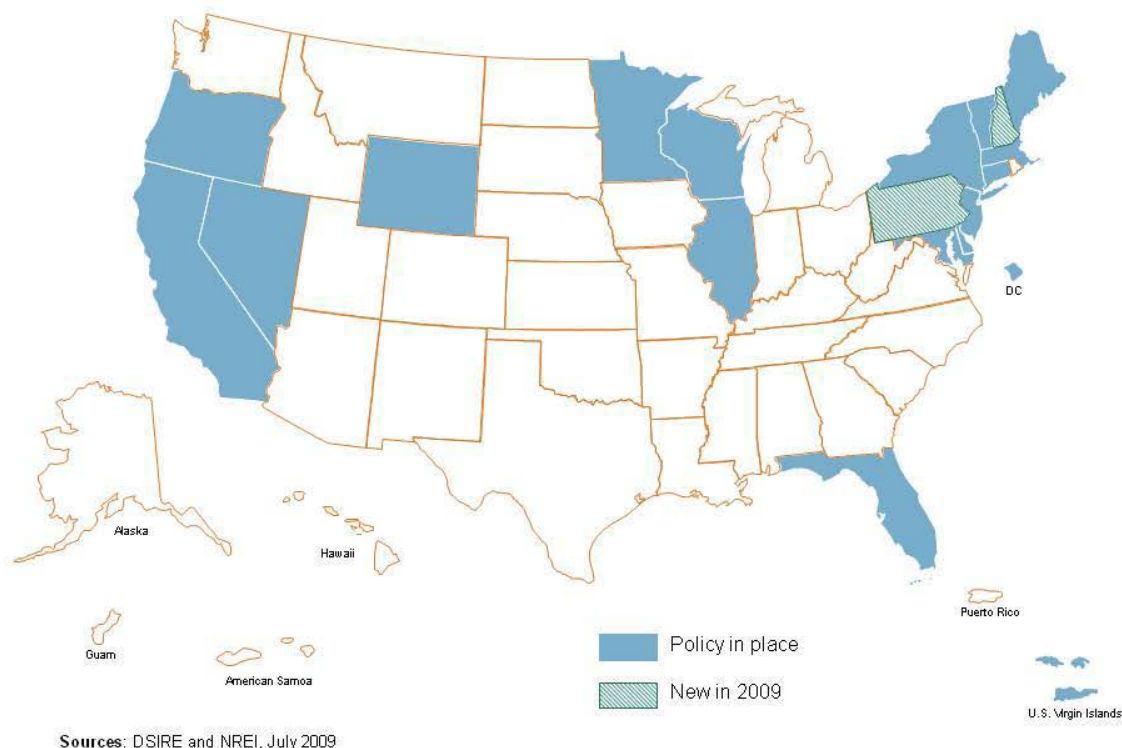 DC
Alaska
Hawaii
Puerto Rico
Guam
American Samoa
Policy in place
New in 2009
U.S. Virgin Islands
Sources: DSIRE and NREI, July 2009